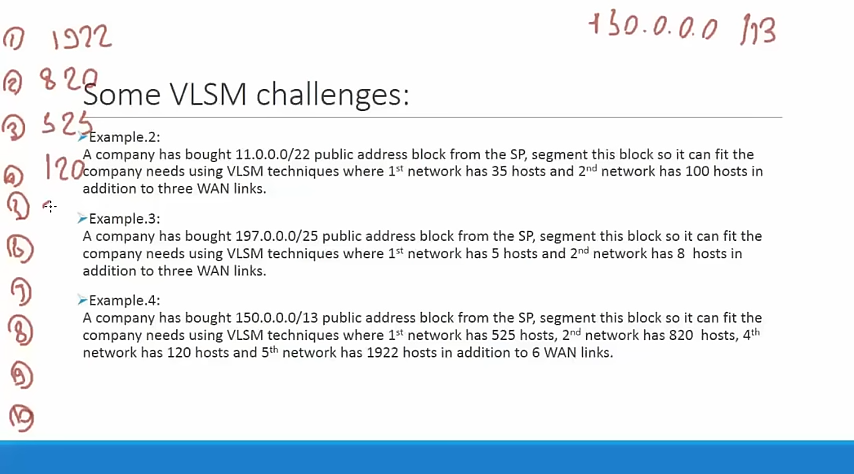 ① 1922
150.0.0.0 /13
② 820
Some VLSM challenges:
③ 525
Example.2:
A company has bought 11.0.0.0/22 public address block from the SP, segment this block so it can fit the
④ 120
company needs using VLSM techniques where 1st network has 35 hosts and 2nd network has 100 hosts in
addition to three WAN links.
⑤
Example.3:
A company has bought 197.0.0.0/25 public address block from the SP, segment this block so it can fit the
⑥
company needs using VLSM techniques where 1st network has 5 hosts and 2nd network has 8 hosts in
addition to three WAN links.
⑦
Example.4:
A company has bought 150.0.0.0/13 public address block from the SP, segment this block so it can fit the
⑧
company needs using VLSM techniques where 1st network has 525 hosts, 2nd network has 820 hosts, 4th
network has 120 hosts and 5th network has 1922 hosts in addition to 6 WAN links.
⑨
⑩